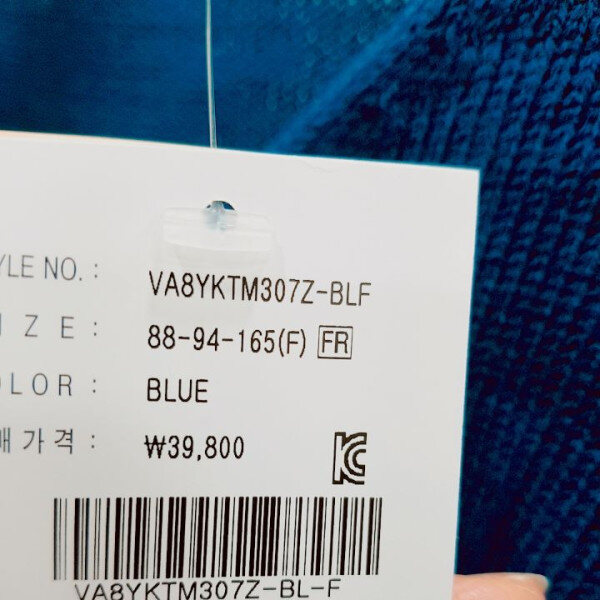 YLE NO. : VA8YKTM307Z-BLF
I Z E : 88-94-165(F) FR
OLOR : BLUE
매가격 : ₩39,800
VA8YKTM307Z-BL-F